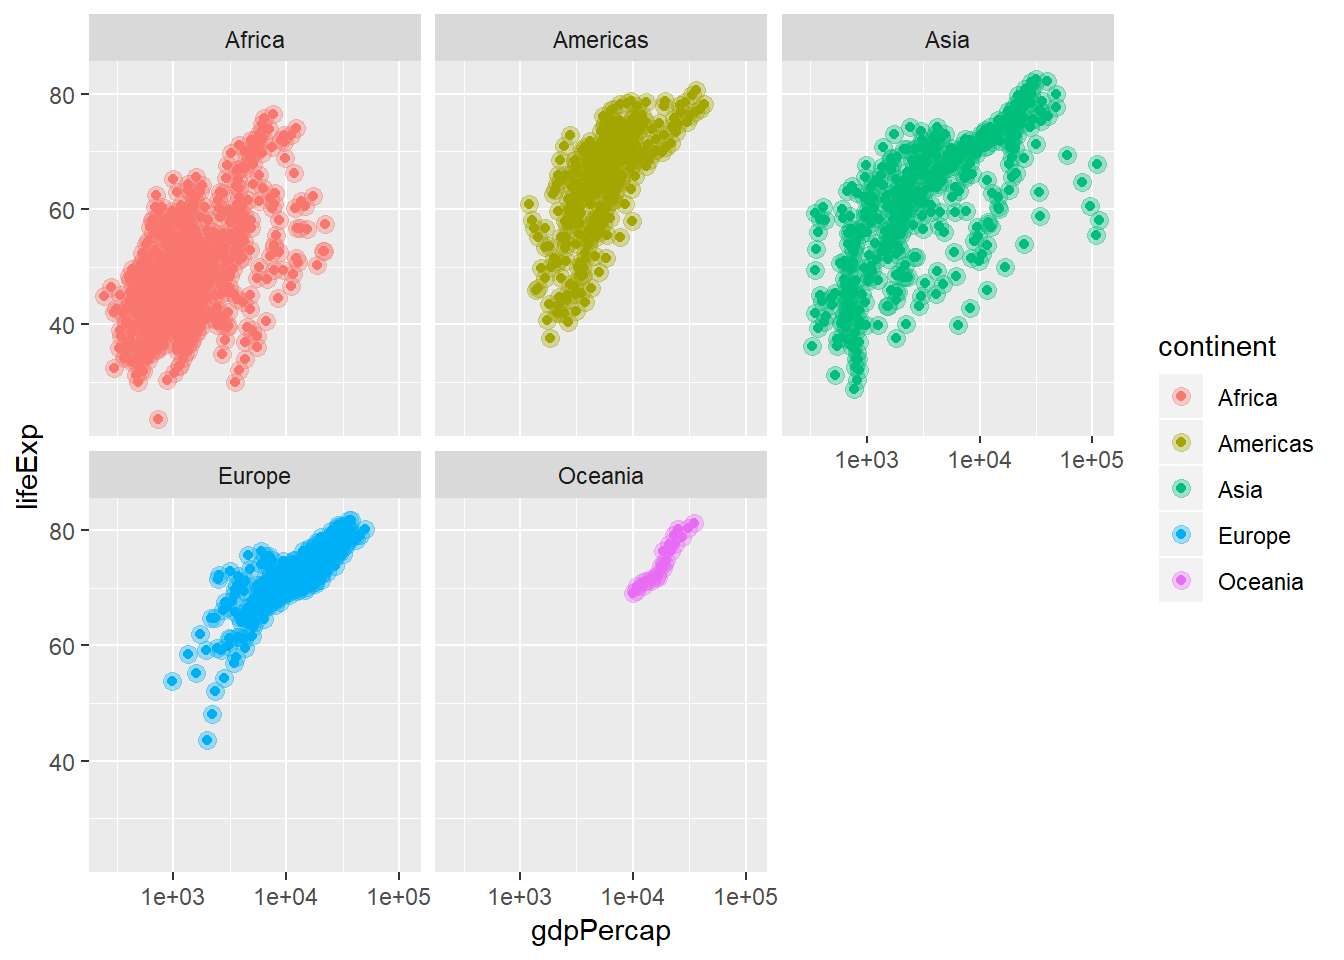 Africa
Americas
Asia
80
60
40
lifeExp
1e+03
1e+04
1e+05
Europe
Oceania
80
60
40
1e+03
1e+04
1e+05
1e+03
1e+04
1e+05
gdpPercap
continent
Africa
Americas
Asia
Europe
Oceania